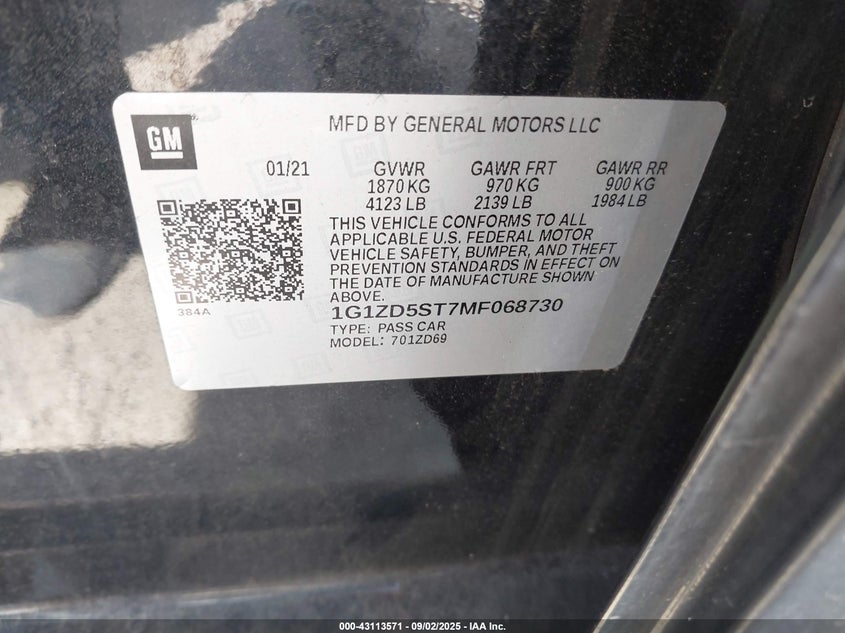 GM
MFD BY GENERAL MOTORS LLC
01/21 GVWR GAWR FRT GAWR RR
1870 KG 970 KG 900 KG
4123 LB 2139 LB 1984 LB
THIS VEHICLE CONFORMS TO ALL
APPLICABLE U.S. FEDERAL MOTOR
VEHICLE SAFETY, BUMPER, AND THEFT
PREVENTION STANDARDS IN EFFECT ON
THE DATE OF MANUFACTURE SHOWN
ABOVE.
384A
1G1ZD5ST7MF068730
TYPE: PASS CAR
MODEL: 701ZD69
000-43113571 - 09/02/2025 - IAA Inc.